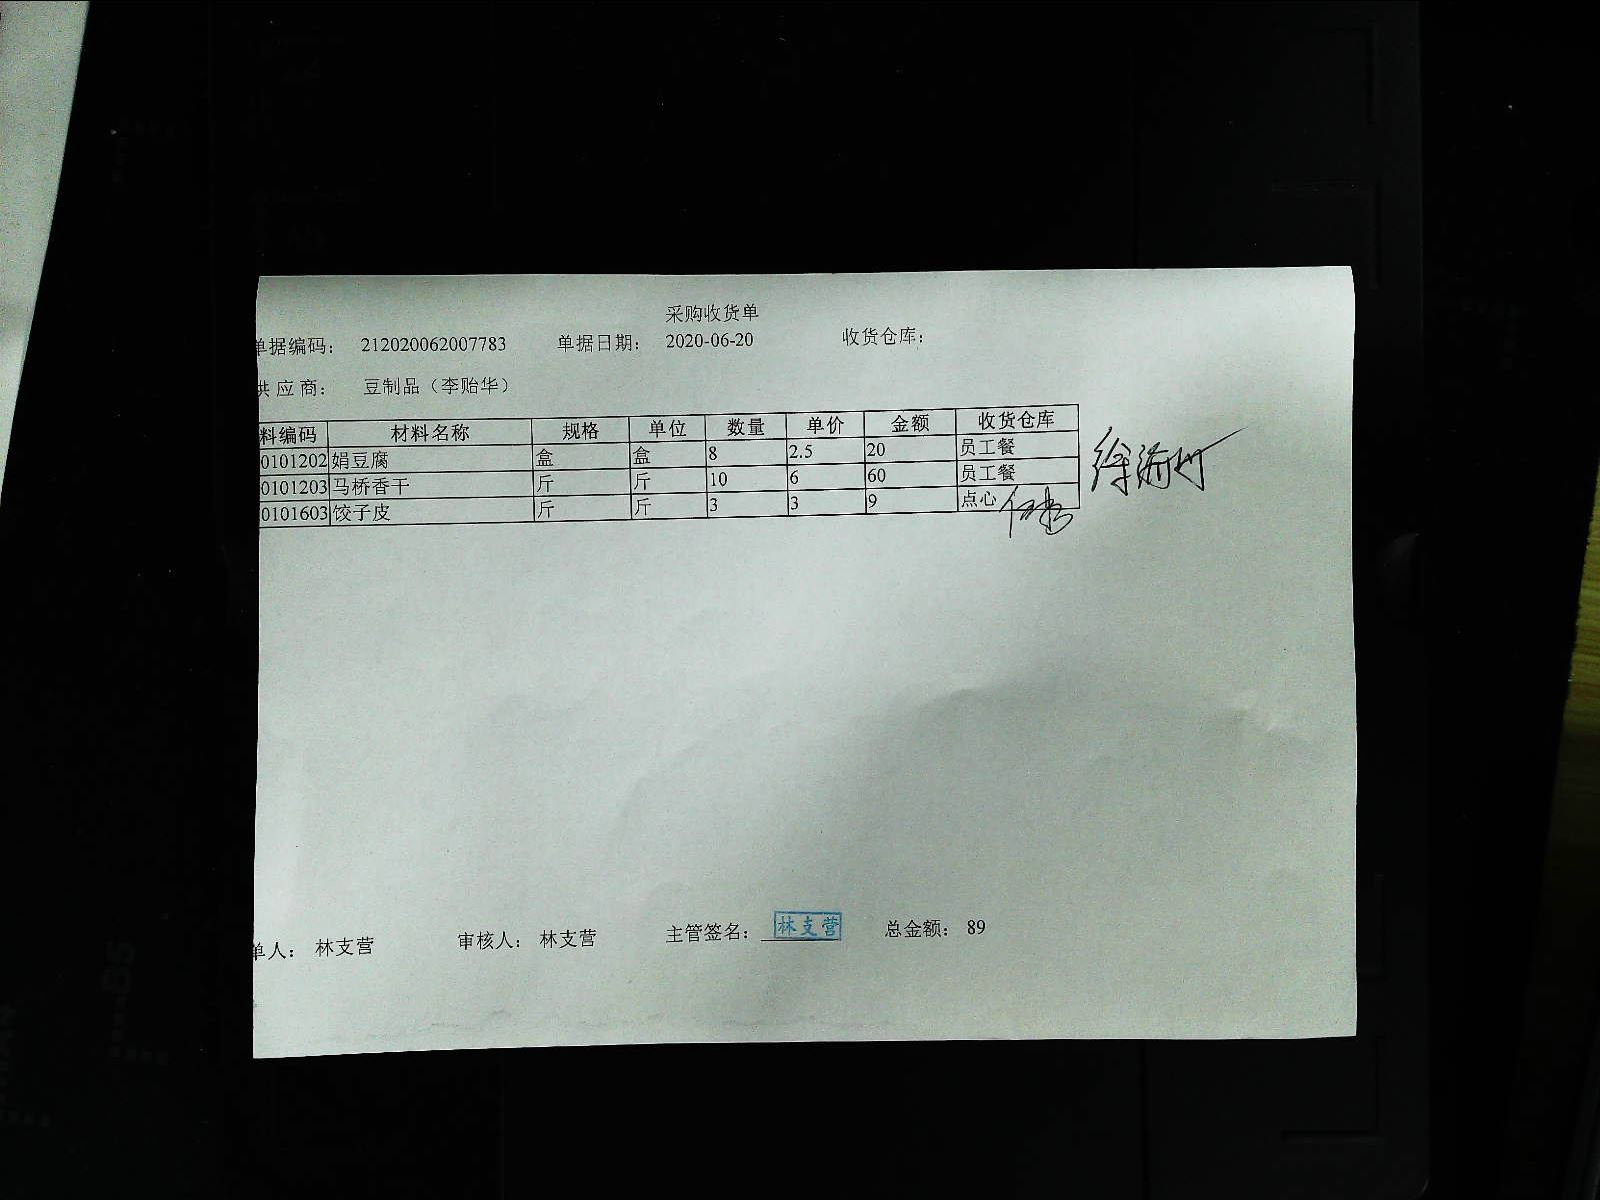 采购收货单
单据编码： 212020062007783 单据日期： 2020-06-20 收货仓库：
供应商： 豆制品（李贻华）
料编码 材料名称 规格 单位 数量 单价 金额 收货仓库
0101202 娟豆腐 盒 盒 8 2.5 20 员工餐
0101203 马桥香干 斤 斤 10 6 60 员工餐
0101603 饺子皮 斤 斤 3 3 9 点心
单人： 林支营 审核人： 林支营 主管签名： 林支营 总金额： 89